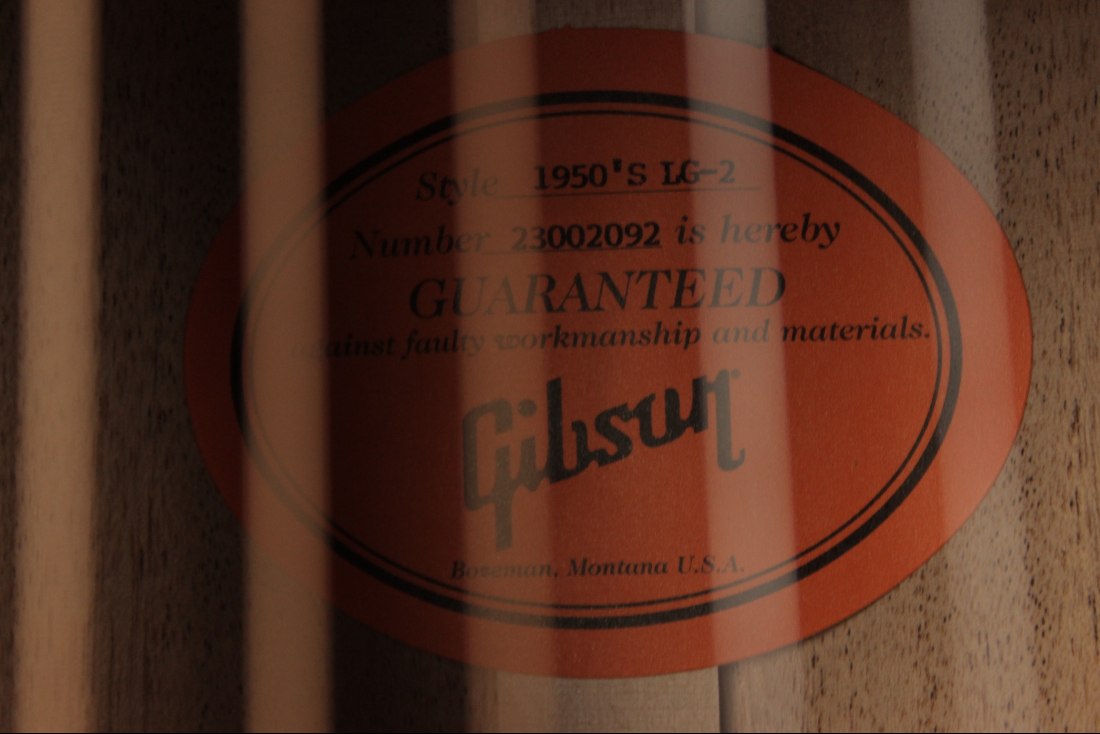 Style 1950'S LG-2
Number 23002092 is hereby
GUARANTEED
against faulty workmanship and materials.
Gibson
Bozeman, Montana U.S.A.